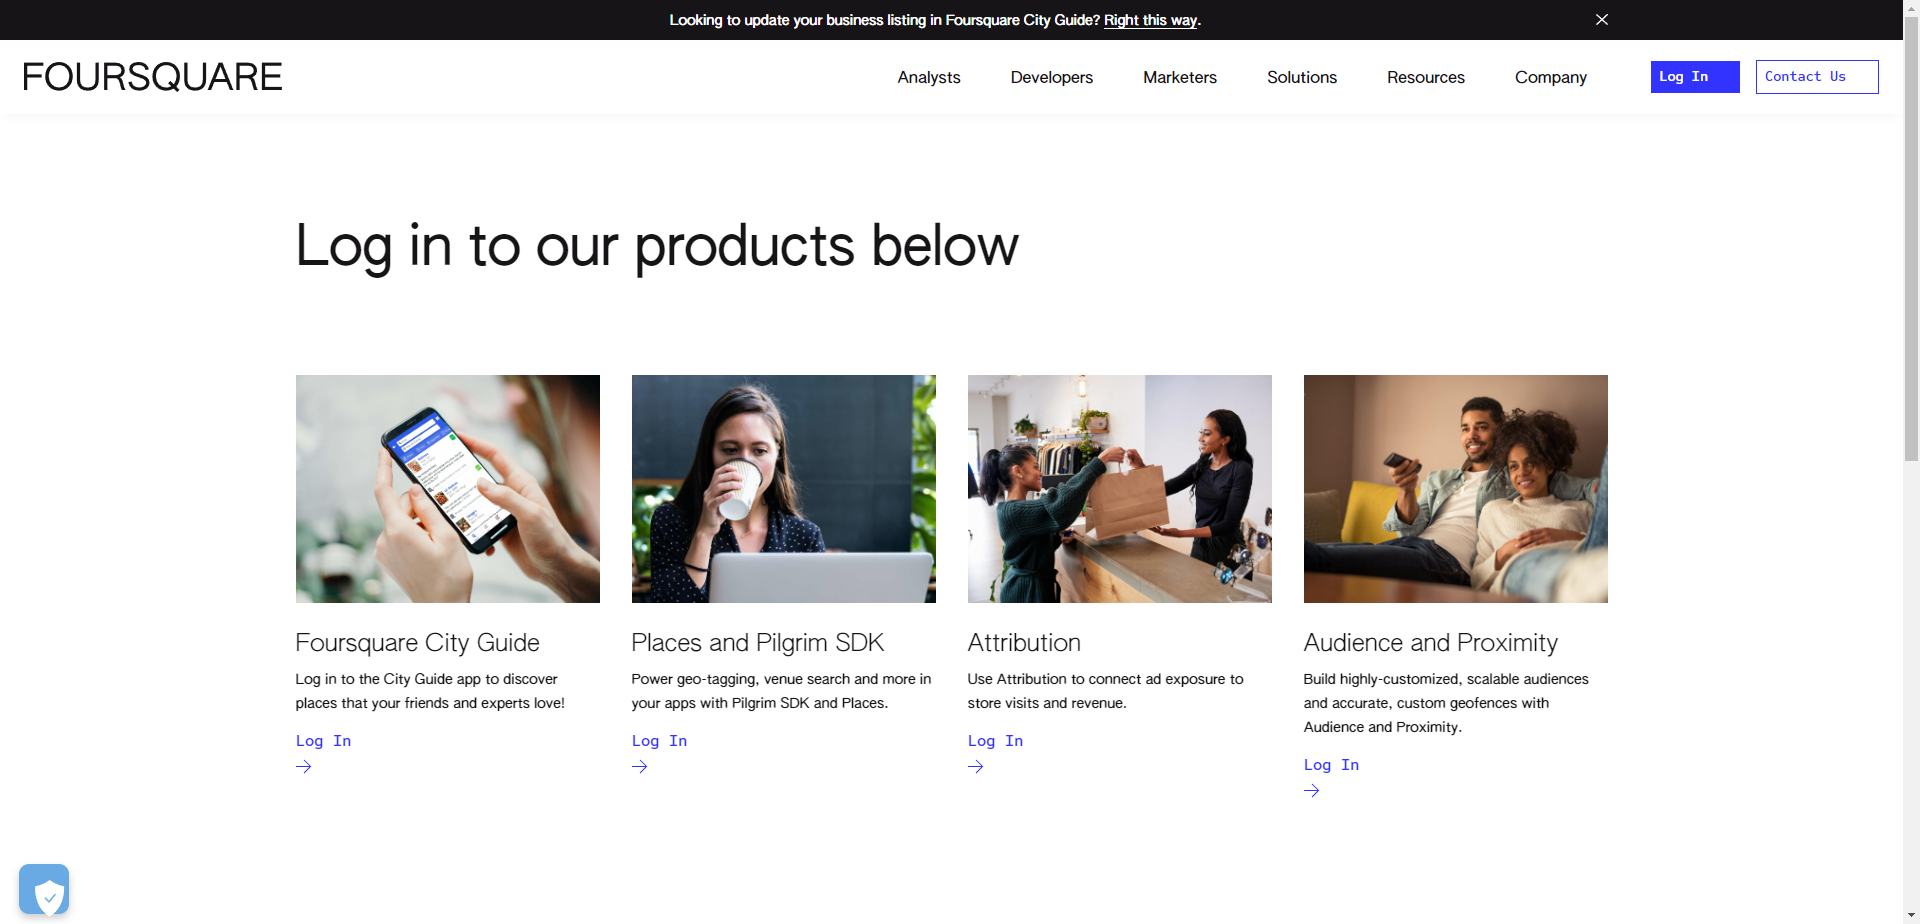 Looking to update your business listing in Foursquare City Guide? Right this way.
FOURSQUARE
Analysts
Developers
Marketers
Solutions
Resources
Company
Log In
Contact Us
Log in to our products below
Foursquare City Guide
Log in to the City Guide app to discover
places that your friends and experts love!
Log In
Places and Pilgrim SDK
Power geo-tagging, venue search and more in
your apps with Pilgrim SDK and Places.
Log In
Attribution
Use Attribution to connect ad exposure to
store visits and revenue.
Log In
Audience and Proximity
Build highly-customized, scalable audiences
and accurate, custom geofences with
Audience and Proximity.
Log In